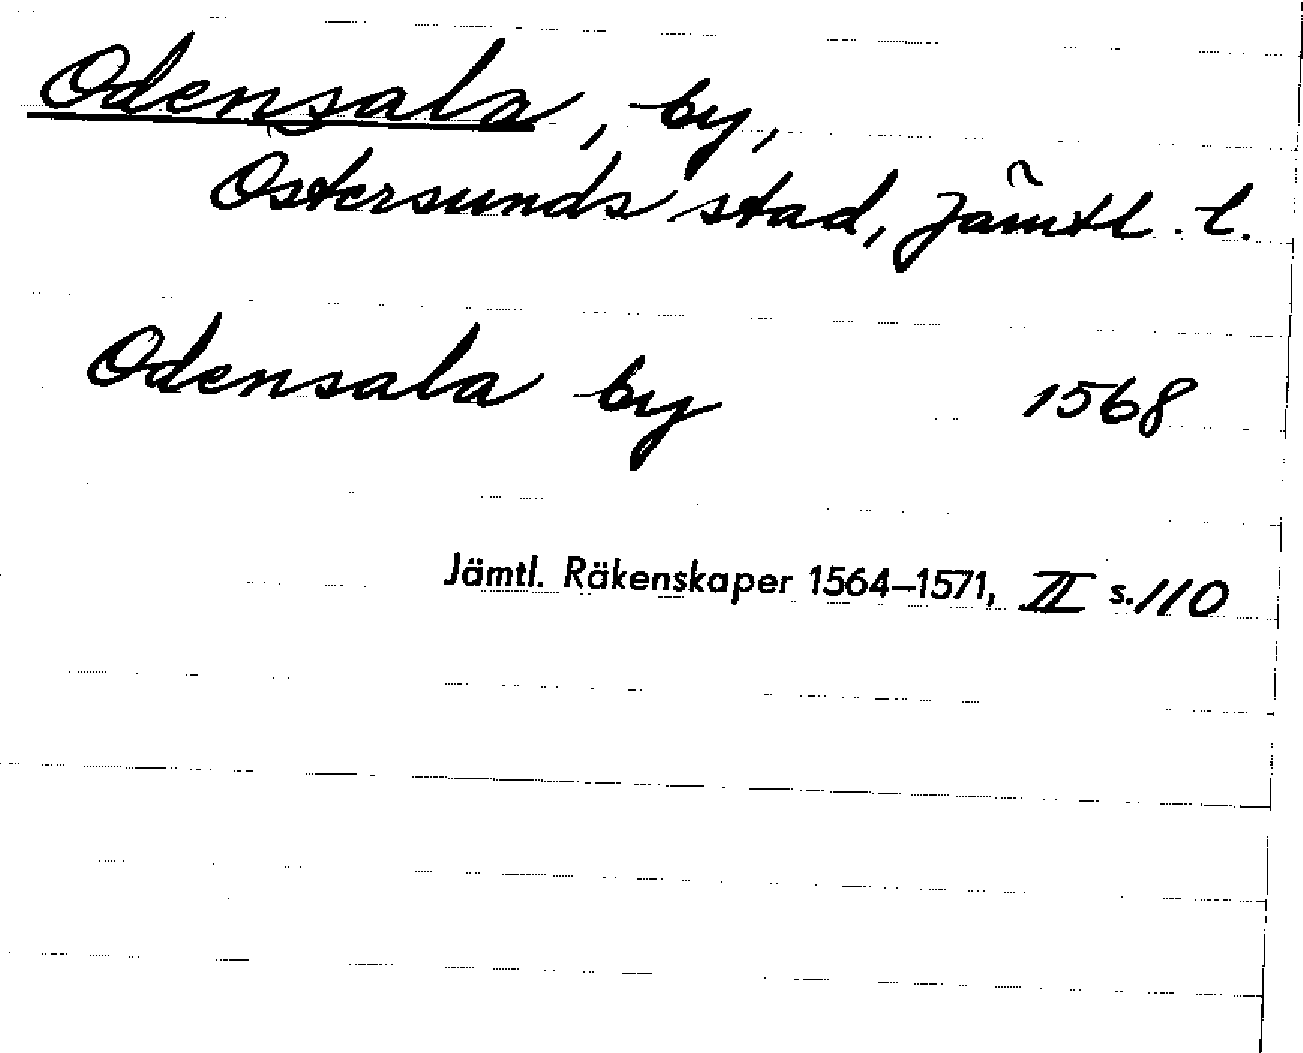 Odensala, by,
Östersunds stad, Jämtl. l.
Odensala by 1568
Jämtl. Räkenskaper 1564–1571, II s. 110